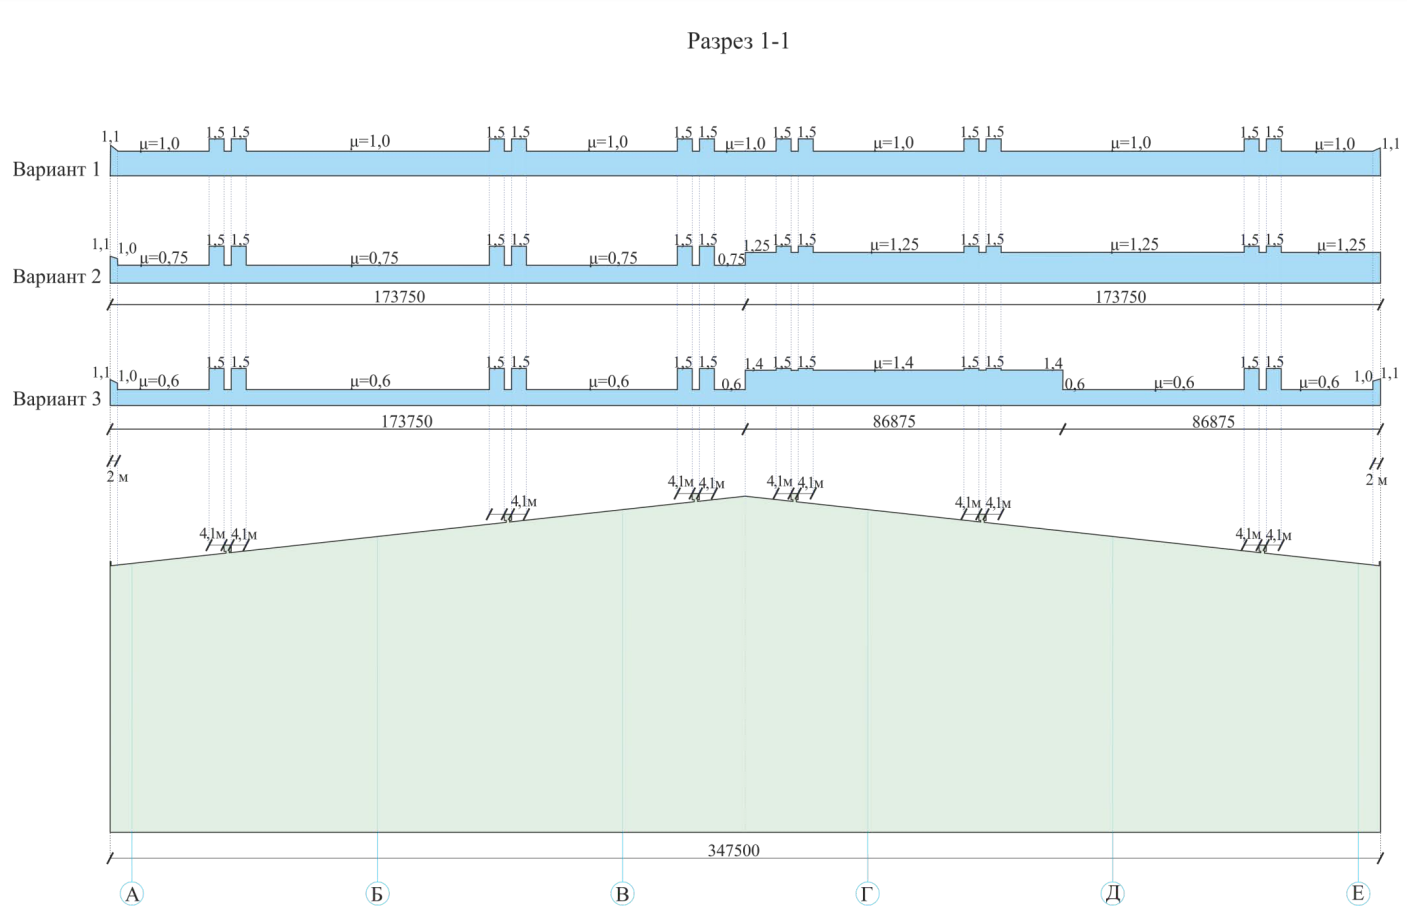 Разрез 1-1
1,1 μ=1,0 1,5 1,5 μ=1,0 1,5 1,5 μ=1,0 1,5 1,5 μ=1,0 1,5 1,5 μ=1,0 1,5 1,5 μ=1,0 1,5 1,5 μ=1,0 1,1
Вариант 1
1,1 1,0 μ=0,75 1,5 1,5 μ=0,75 1,5 1,5 μ=0,75 1,5 1,5 0,75 1,25 1,5 1,5 μ=1,25 1,5 1,5 μ=1,25 1,5 1,5 μ=1,25
Вариант 2
173750 173750
1,1 1,0 μ=0,6 1,5 1,5 μ=0,6 1,5 1,5 μ=0,6 1,5 1,5 0,6 1,4 1,5 1,5 μ=1,4 1,5 1,5 1,4 0,6 μ=0,6 1,5 1,5 μ=0,6 1,0 1,1
Вариант 3
173750 86875 86875
2 м 2 м
4,1м 4,1м 4,1м 4,1м
4,1м 4,1м 4,1м
4,1м 4,1м 4,1м 4,1м
347500
А Б В Г Д Е